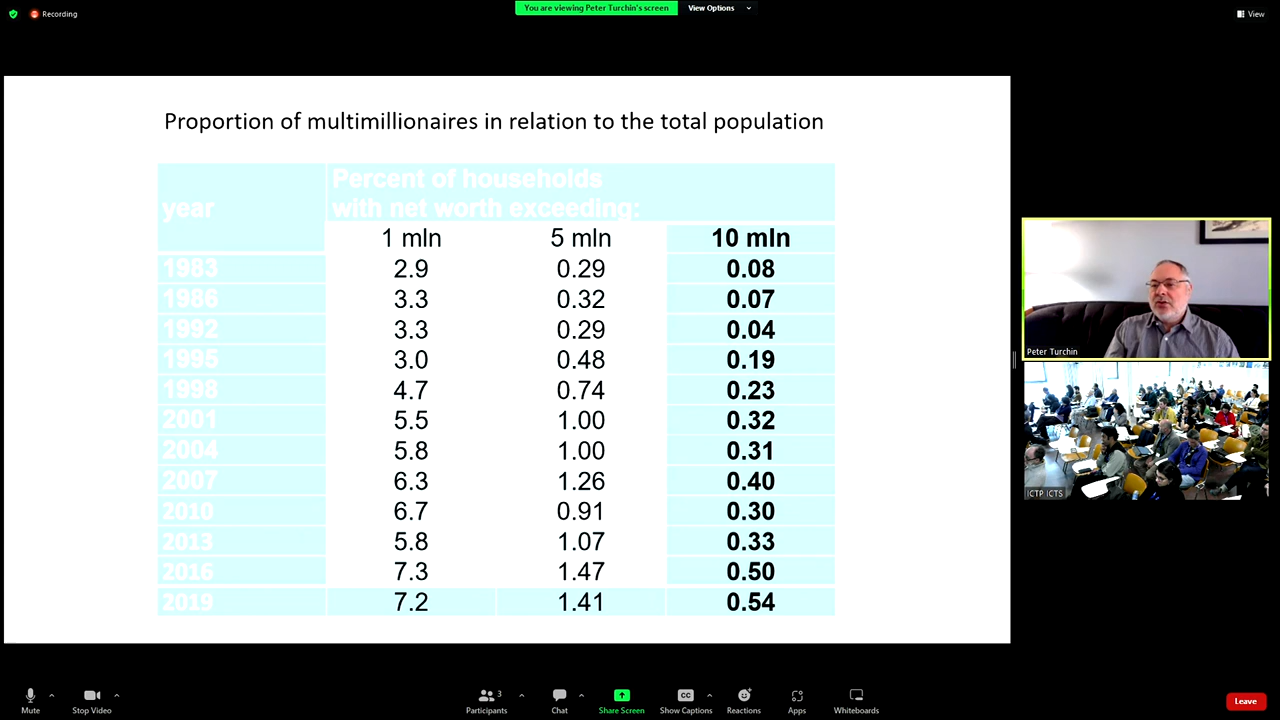 Recording
You are viewing Peter Turchin's screen
View Options
View
Proportion of multimillionaires in relation to the total population
year
Percent of households
with net worth exceeding:
1 mln 5 mln 10 mln
1983 2.9 0.29 0.08
1986 3.3 0.32 0.07
1992 3.3 0.29 0.04
1995 3.0 0.48 0.19
1998 4.7 0.74 0.23
2001 5.5 1.00 0.32
2004 5.8 1.00 0.31
2007 6.3 1.26 0.40
2010 6.7 0.91 0.30
2013 5.8 1.07 0.33
2016 7.3 1.47 0.50
2019 7.2 1.41 0.54
Peter Turchin
ICTP ICTS
Mute
Stop Video
Participants 3
Chat
Share Screen
CC
Show Captions
Reactions
Apps
Whiteboards
Leave